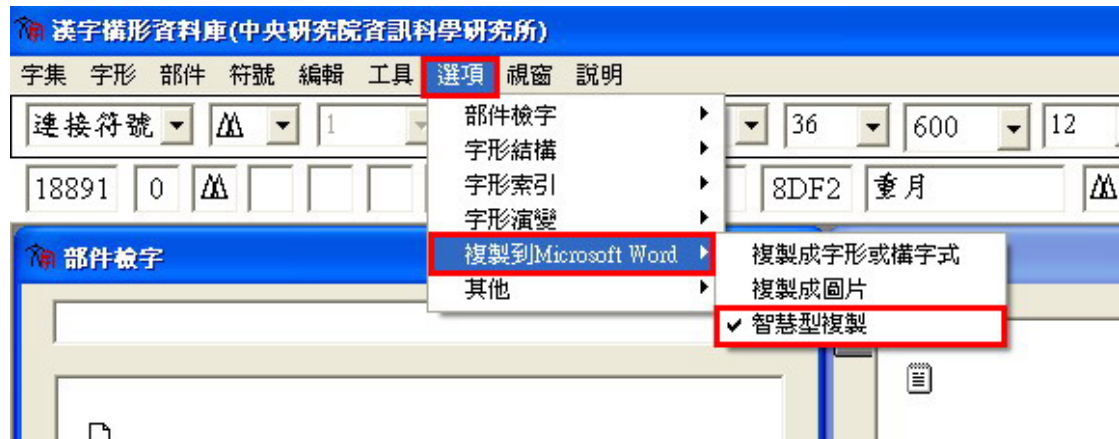 漢字構形資料庫(中央研究院資訊科學研究所)
字集 字形 部件 符號 編輯 工具 選項 視窗 說明
連接符號 1 36 600 12
部件檢字
字形結構
字形索引
字形演變
複製到Microsoft Word
其他
18891 0 8DF2 重月
部件檢字
複製成字形或構字式
複製成圖片
智慧型複製